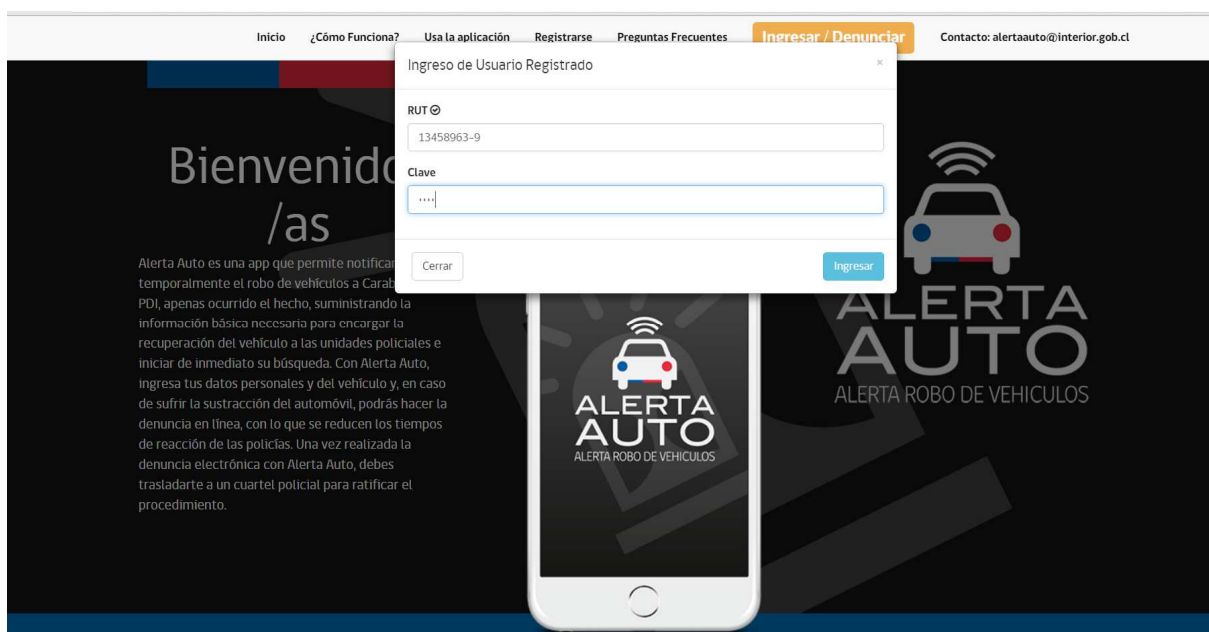 Inicio ¿Cómo Funciona? Usa la aplicación Registrarse Preguntas Frecuentes Ingresar / Denunciar Contacto: alertaauto@interior.gob.cl
Ingreso de Usuario Registrado ×
RUT
13458963-9
Clave
Cerrar Ingresar
Bienvenido
/as
Alerta Auto es una app que permite notificar
temporalmente el robo de vehículos a Carab
PDI, apenas ocurrido el hecho, suministrando la
información básica necesaria para encargar la
recuperación del vehículo a las unidades policiales e
iniciar de inmediato su búsqueda. Con Alerta Auto,
ingresa tus datos personales y del vehículo y, en caso
de sufrir la sustracción del automóvil, podrás hacer la
denuncia en línea, con lo que se reducen los tiempos
de reacción de las policías. Una vez realizada la
denuncia electrónica con Alerta Auto, debes
trasladarte a un cuartel policial para ratificar el
procedimiento.
ALERTA
AUTO
ALERTA ROBO DE VEHICULOS
ALERTA
AUTO
ALERTA ROBO DE VEHICULOS